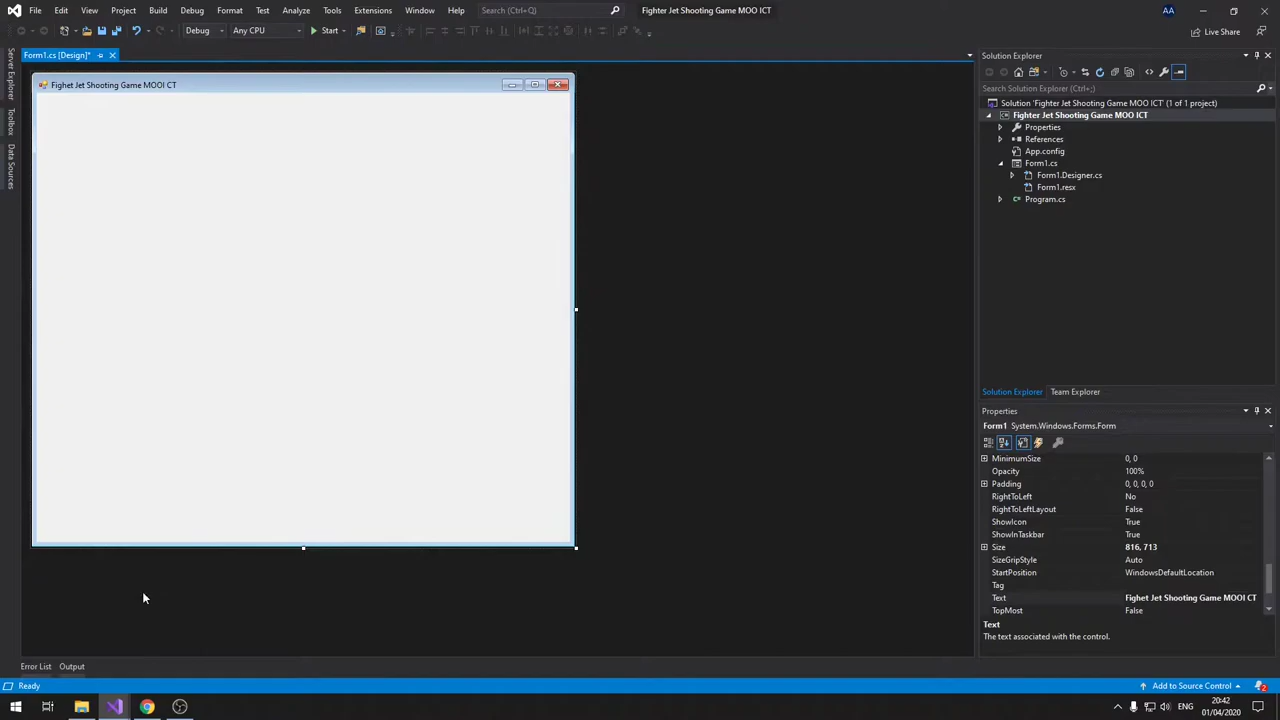 File Edit View Project Build Debug Format Test Analyze Tools Extensions Window Help Search (Ctrl+;) Fighter Jet Shooting Game MOO ICT AA
Debug Any CPU Start Live Share
Form1.cs [Design]*
Server Explorer
Toolbox
Data Sources
Fighet Jet Shooting Game MOOI CT
Solution Explorer
Search Solution Explorer (Ctrl+;)
Solution 'Fighter Jet Shooting Game MOO ICT' (1 of 1 project)
Fighter Jet Shooting Game MOO ICT
Properties
References
App.config
Form1.cs
Form1.Designer.cs
Form1.resx
Program.cs
Solution Explorer Team Explorer
Properties
Form1 System.Windows.Forms.Form
MinimumSize 0, 0
Opacity 100%
Padding 0, 0, 0, 0
RightToLeft No
RightToLeftLayout False
ShowIcon True
ShowInTaskbar True
Size 816, 713
SizeGripStyle Auto
StartPosition WindowsDefaultLocation
Tag
Text Fighet Jet Shooting Game MOOI CT
TopMost False
Text
The text associated with the control.
Error List Output
Ready Add to Source Control 2
ENG 20:42
01/04/2020